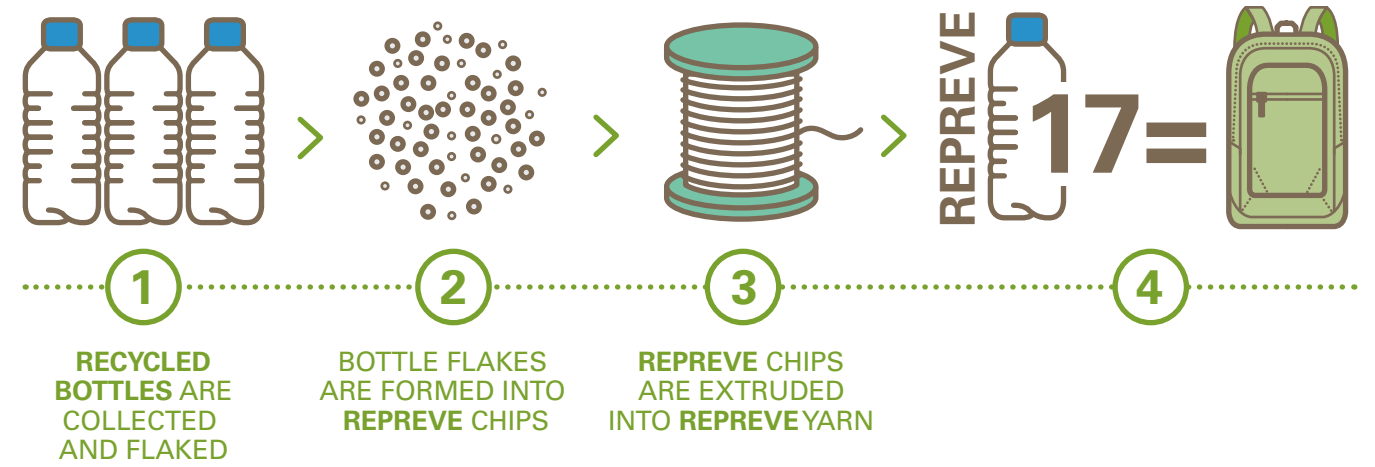 REPREVE
17=
1
2
3
4
RECYCLED
BOTTLES ARE
COLLECTED
AND FLAKED
BOTTLE FLAKES
ARE FORMED INTO
REPREVE CHIPS
REPREVE CHIPS
ARE EXTRUDED
INTO REPREVE YARN